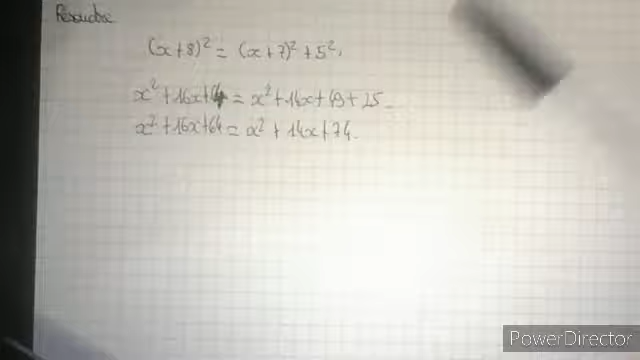 Résoudre
(x+8)² = (x+7)² + 5².
x² + 16x + 64 = x² + 14x + 49 + 25
x² + 16x + 64 = x² + 14x + 74.
PowerDirector